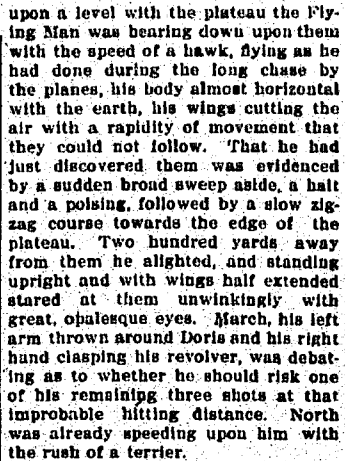 upon a level with the plateau the Fly-
ing Man was bearing down upon them
with the speed of a hawk, flying as he
had done during the long chase by
the planes, his body almost horizontal
with the earth, his wings cutting the
air with a rapidity of movement that
they could not follow. That he had
just discovered them was evidenced
by a sudden broad sweep aside, a halt
and a poising, followed by a slow zig-
zag course towards the edge of the
plateau. Two hundred yards away
from them he alighted, and standing
upright and with wings half extended
stared at them unwinkingly with
great, opalesque eyes. March, his left
arm thrown around Doris and his right
hand clasping his revolver, was debat-
ing as to whether he should risk one
of his remaining three shots at that
improbable hitting distance. North
was already speeding upon him with
the rush of a terrier.